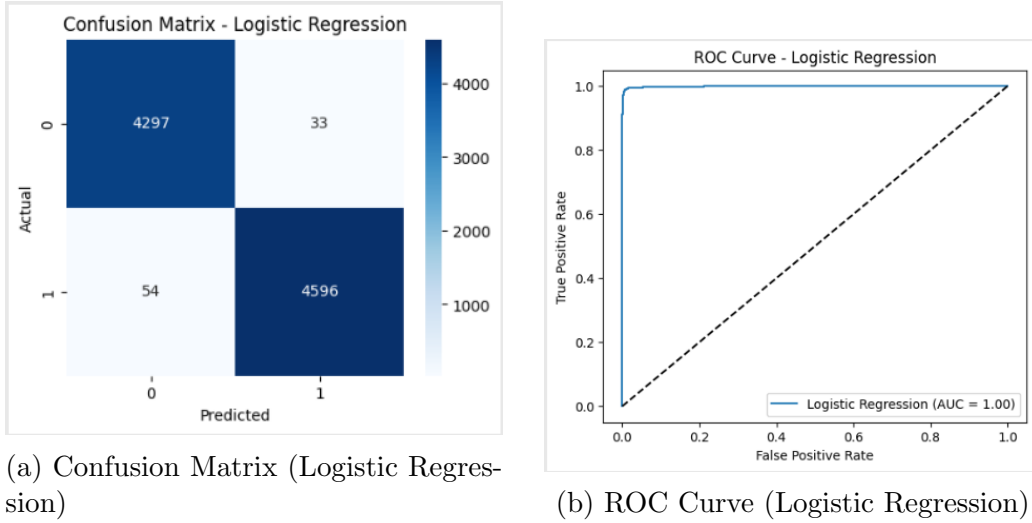 Confusion Matrix - Logistic Regression
Actual
0
1
4297
33
54
4596
0
1
Predicted
4000
3000
2000
1000
(a) Confusion Matrix (Logistic Regres-
sion)
ROC Curve - Logistic Regression
True Positive Rate
1.0
0.8
0.6
0.4
0.2
0.0
0.0
0.2
0.4
0.6
0.8
1.0
False Positive Rate
Logistic Regression (AUC = 1.00)
(b) ROC Curve (Logistic Regression)